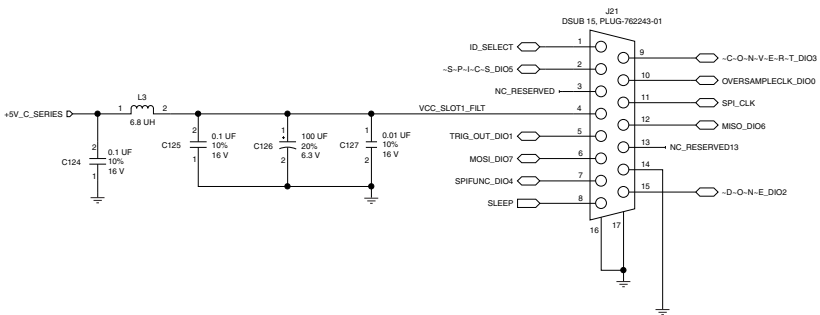 J21
DSUB 15, PLUG-762243-01
ID_SELECT 1
9 ~C~O~N~V~E~R~T_DIO3
~S~P~I~C~S_DIO5 2
10 OVERSAMPLECLK_DIO0
NC_RESERVED 3
11 SPI_CLK
+5V_C_SERIES 1 L3 2
6.8 UH
VCC_SLOT1_FILT 4
12 MISO_DIO6
TRIG_OUT_DIO1 5
13 NC_RESERVED13
MOSI_DIO7 6
14
SPIFUNC_DIO4 7
15 ~D~O~N~E_DIO2
SLEEP 8
16 17
C124 2 1
0.1 UF
10%
16 V
C125 2 1
0.1 UF
10%
16 V
C126 1 + 2
100 UF
20%
6.3 V
C127 1 2
0.01 UF
10%
16 V